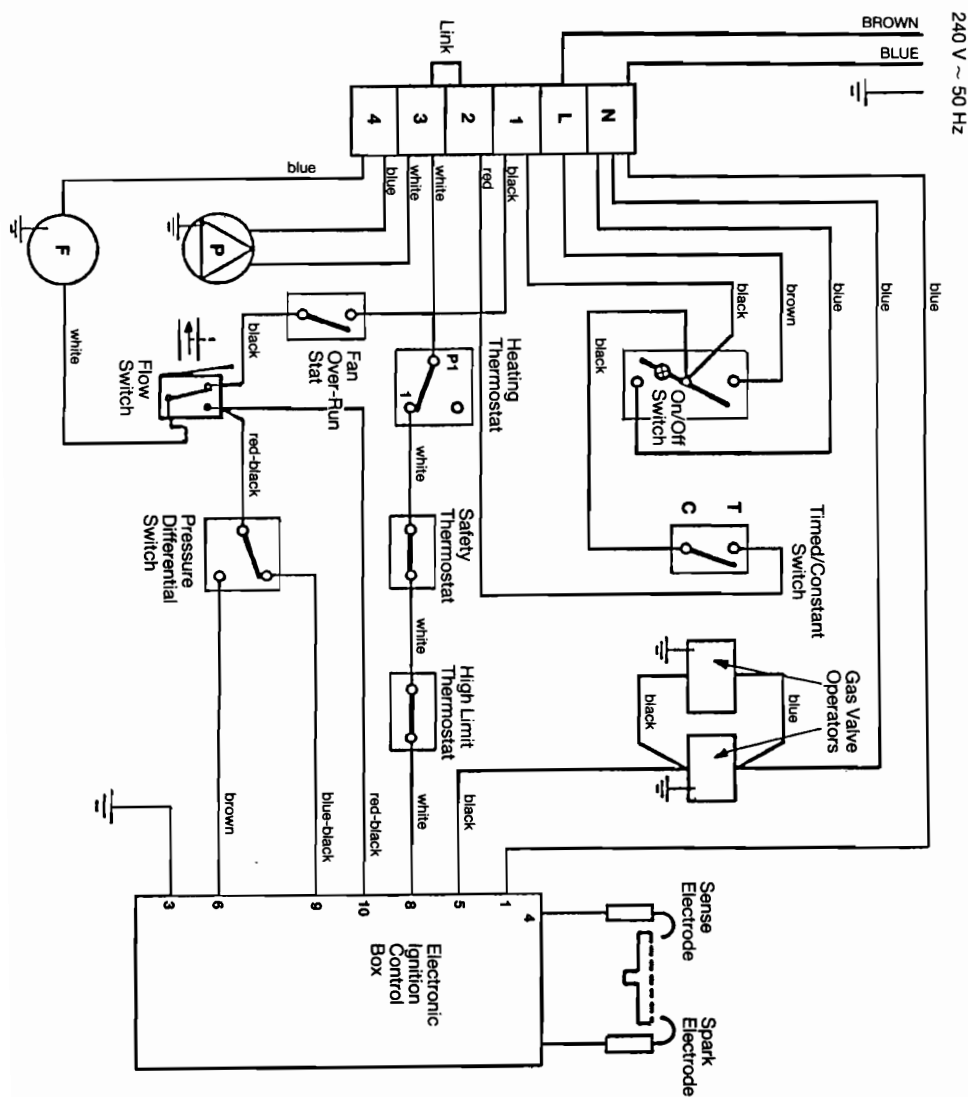 240 V ~ 50 Hz
BROWN
BLUE
Link
4
3
2
1
L
N
blue
blue
white
white
red
black
F
P
white
black
Fan
Over-Run
Stat
Flow
Switch
red-black
Pressure
Differential
Switch
Heating
Thermostat
P1
1
white
Safety
Thermostat
white
High Limit
Thermostat
white
black
black
brown
blue
blue
blue
On/Off
Switch
Timed/Constant
Switch
C
T
Gas Valve
Operators
black
blue
black
brown
blue-black
red-black
3
6
9
10
8
5
1
4
Electronic
Ignition
Control
Box
Sense
Electrode
Spark
Electrode